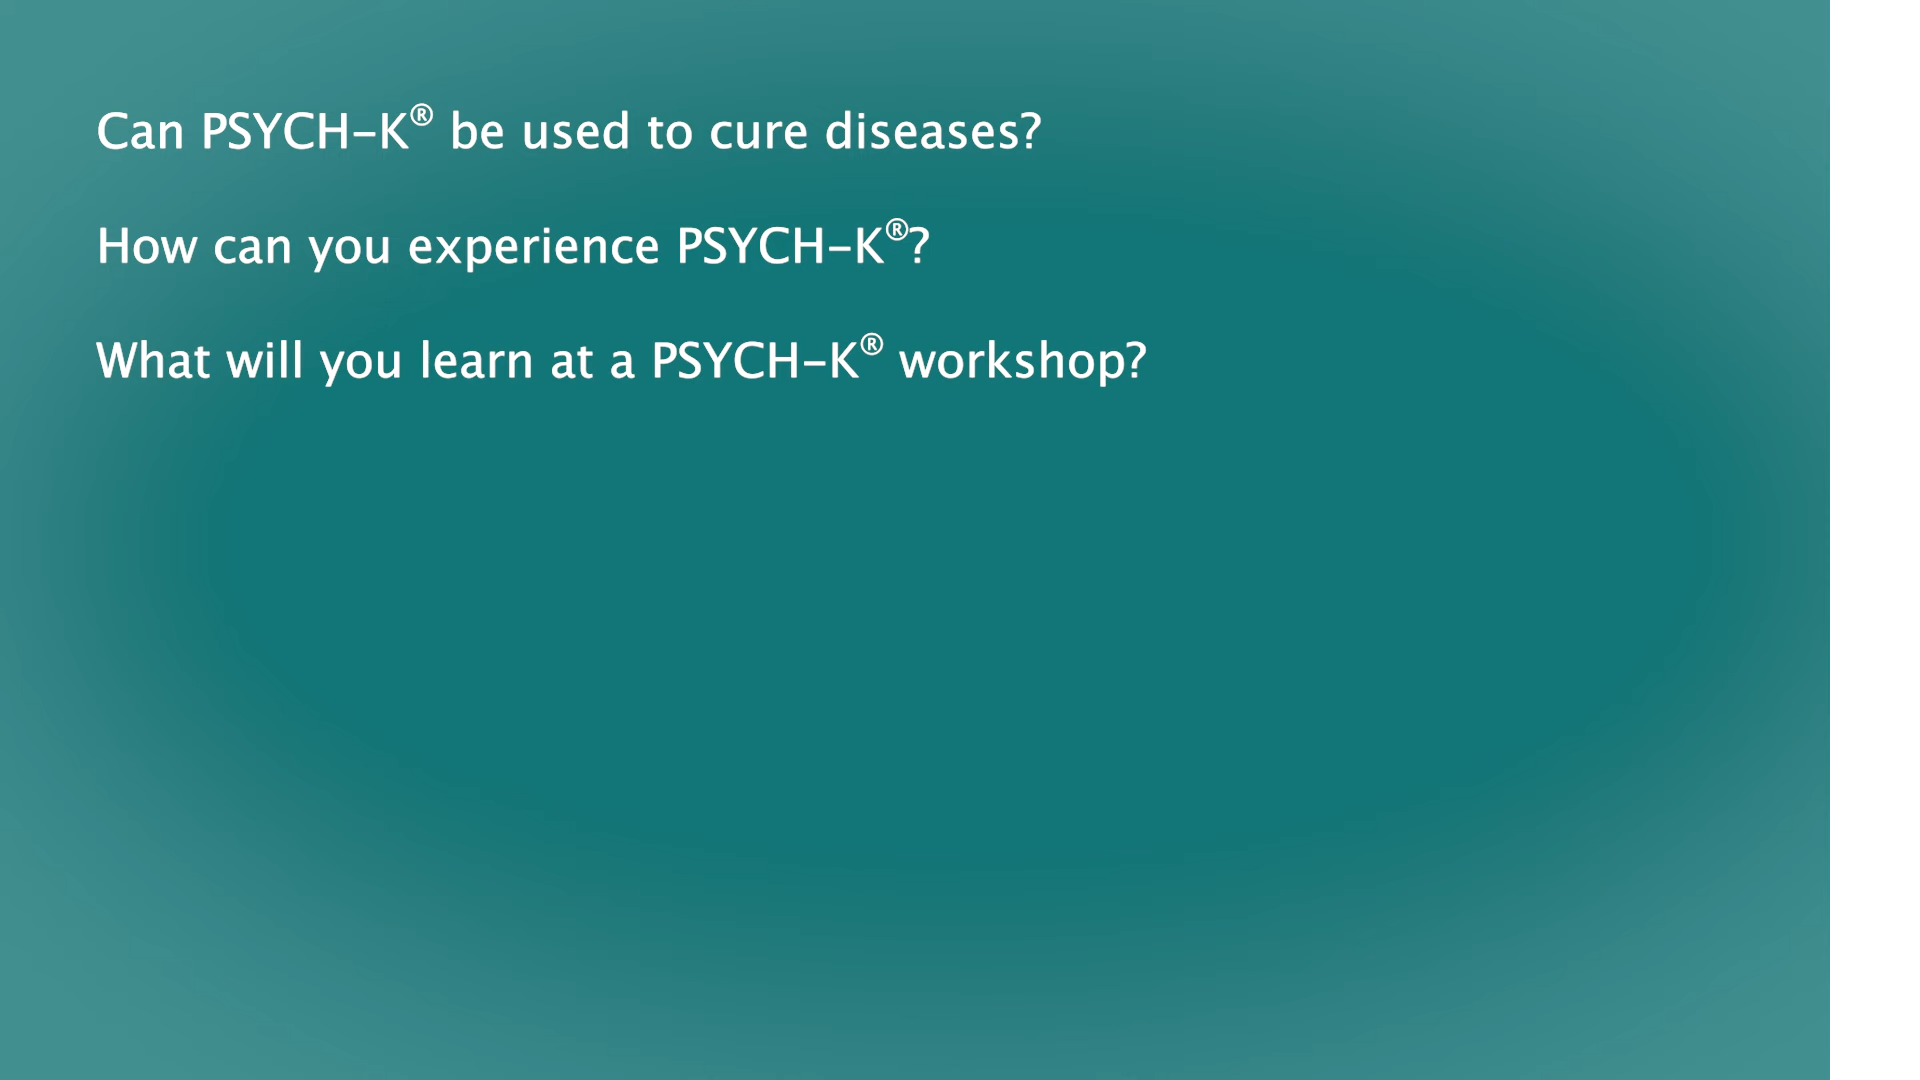 Can PSYCH–K® be used to cure diseases?
How can you experience PSYCH–K®?
What will you learn at a PSYCH–K® workshop?